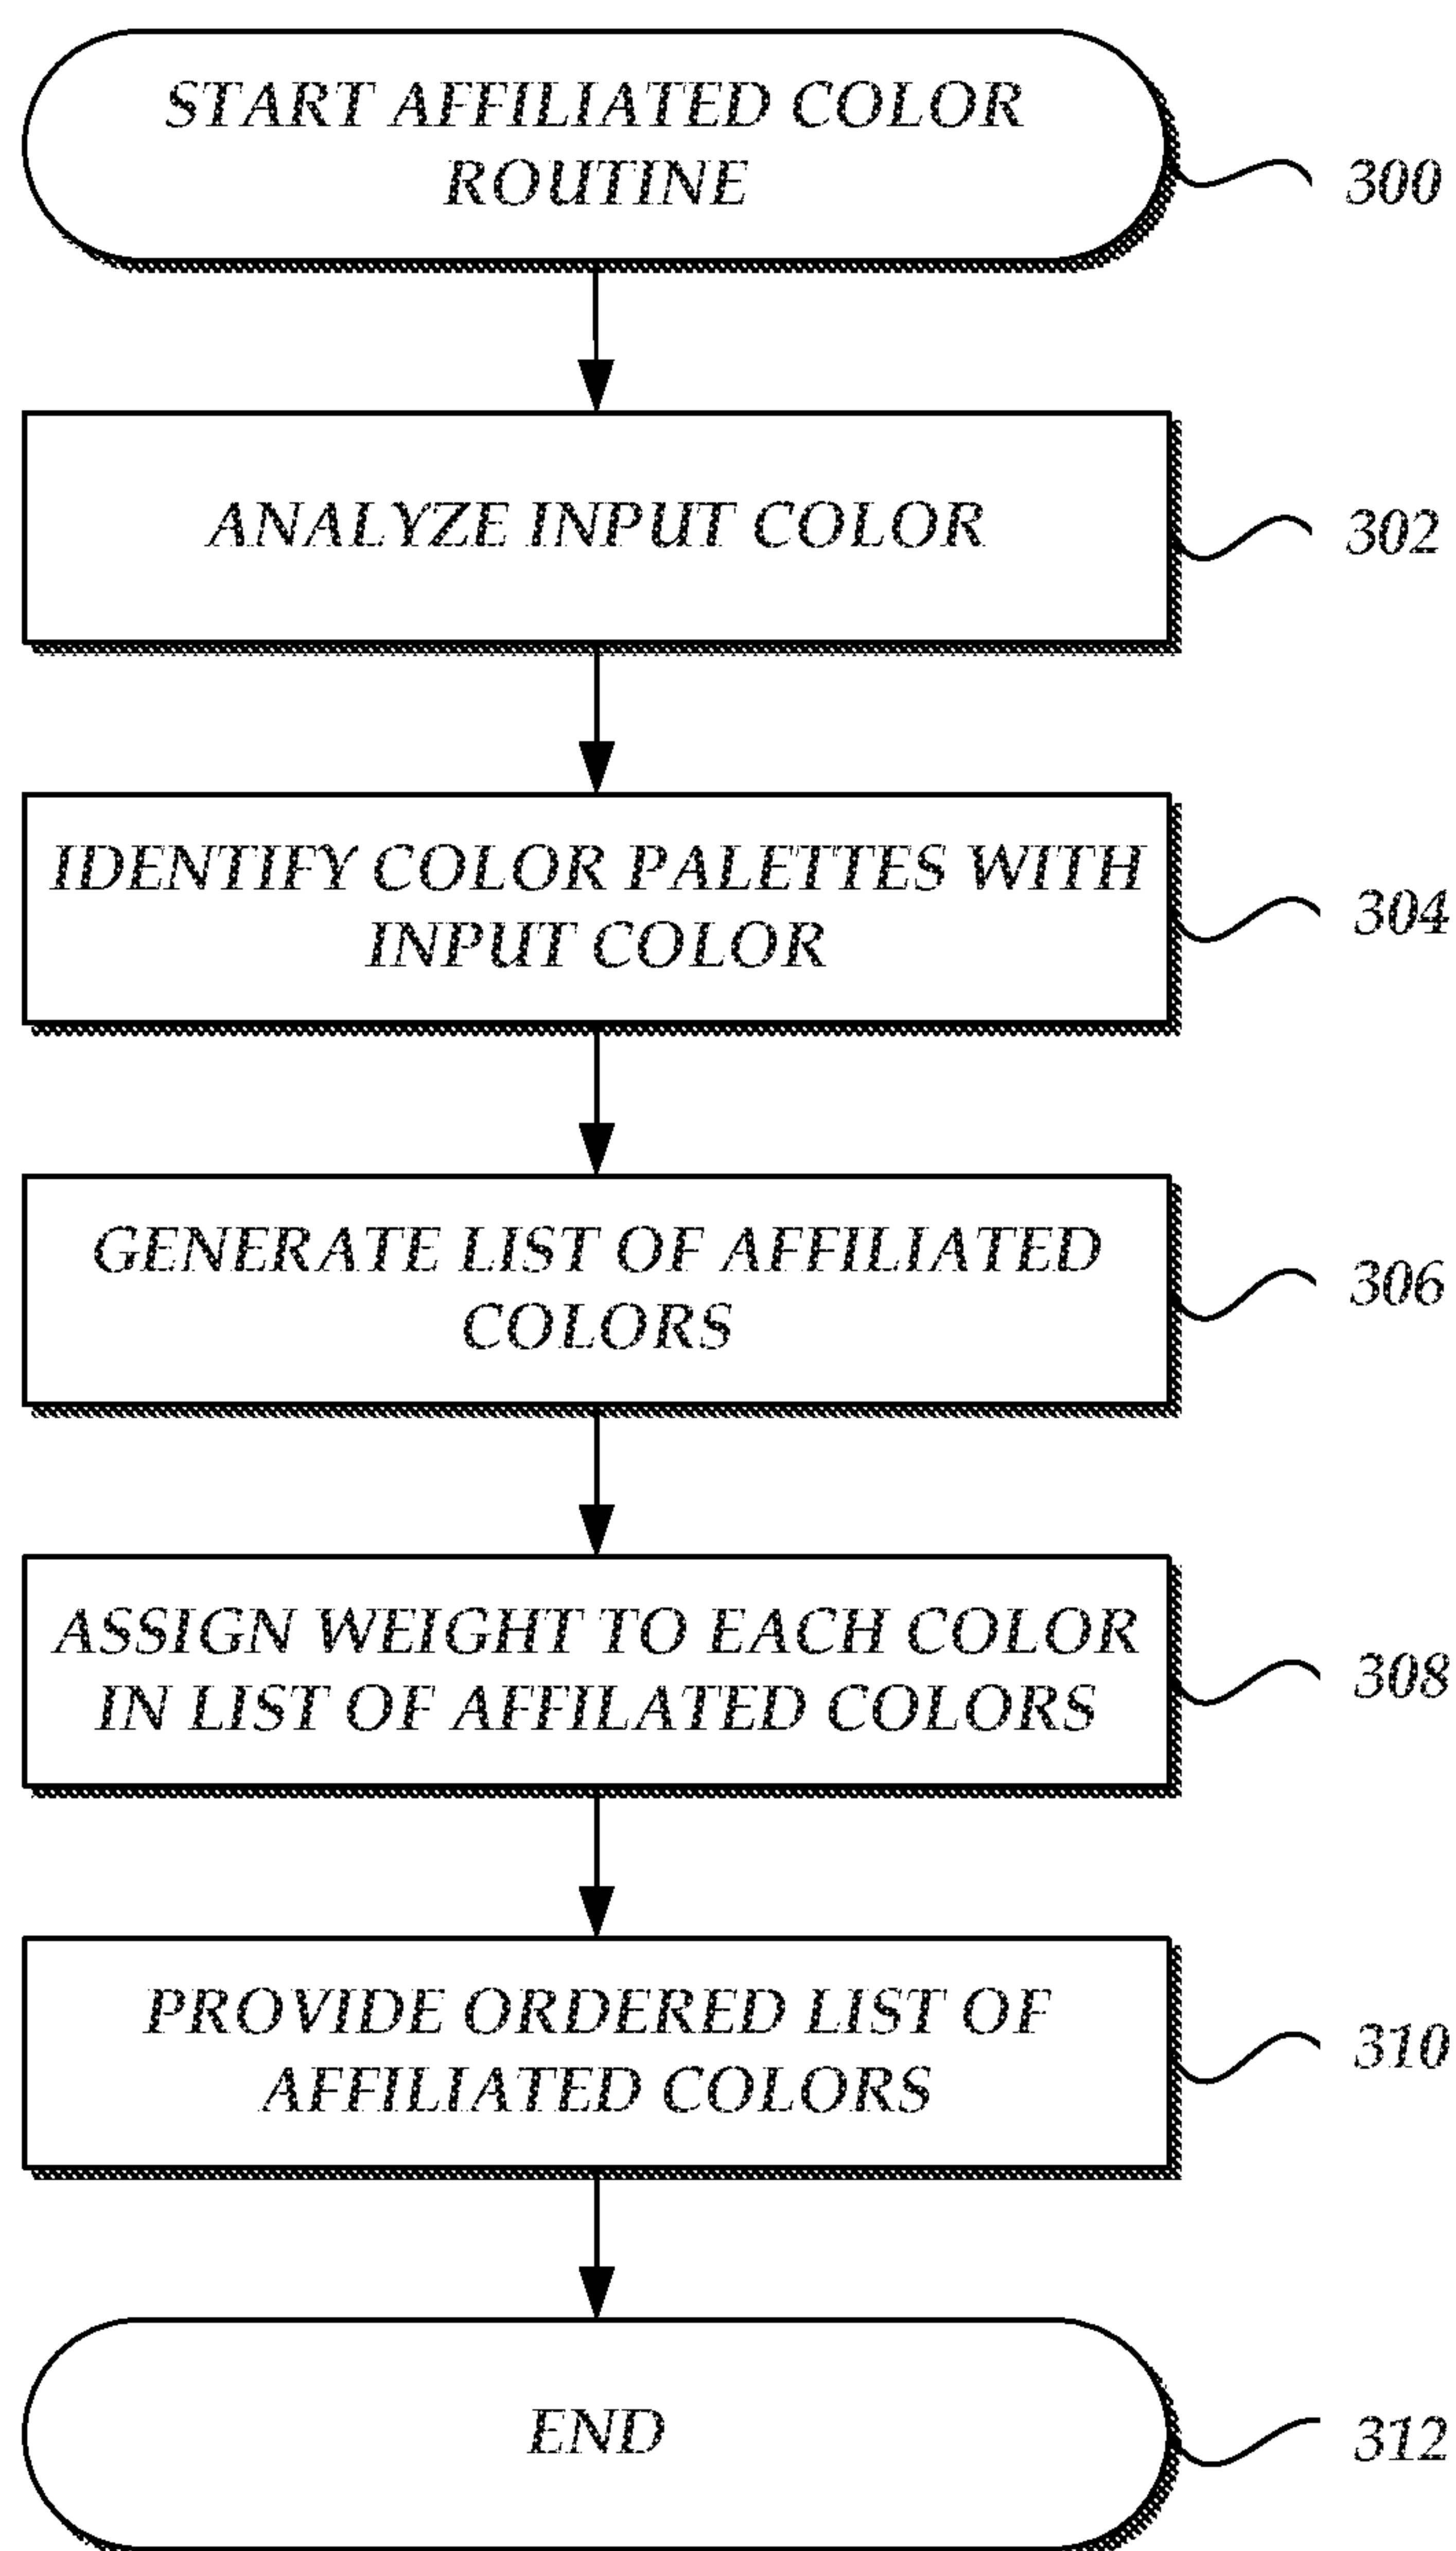 START AFFILIATED COLOR
ROUTINE
300
ANALYZE INPUT COLOR
302
IDENTIFY COLOR PALETTES WITH
INPUT COLOR
304
GENERATE LIST OF AFFILIATED
COLORS
306
ASSIGN WEIGHT TO EACH COLOR
IN LIST OF AFFILATED COLORS
308
PROVIDE ORDERED LIST OF
AFFILIATED COLORS
310
END
312